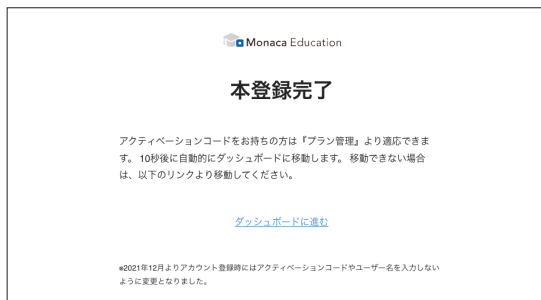 Monaca Education
本登録完了
アクティベーションコードをお持ちの方は『プラン管理』より適応できま
す。 10秒後に自動的にダッシュボードに移動します。 移動できない場合
は、以下のリンクより移動してください。
ダッシュボードに進む
※2021年12月よりアカウント登録時にはアクティベーションコードやユーザー名を入力しない
ように変更となりました。